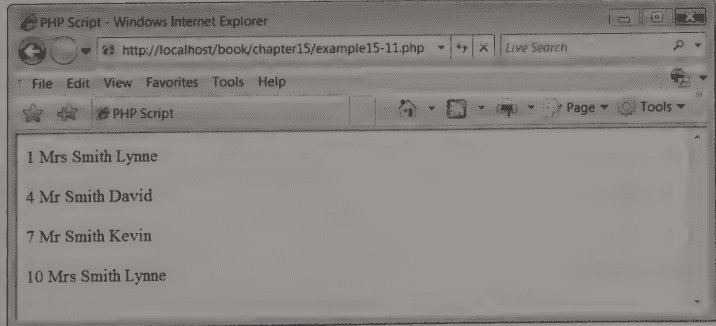 PHP Script - Windows Internet Explorer
http://localhost/book/chapter15/example15-11.php
Live Search
File Edit View Favorites Tools Help
PHP Script
Page Tools
1 Mrs Smith Lynne
4 Mr Smith David
7 Mr Smith Kevin
10 Mrs Smith Lynne